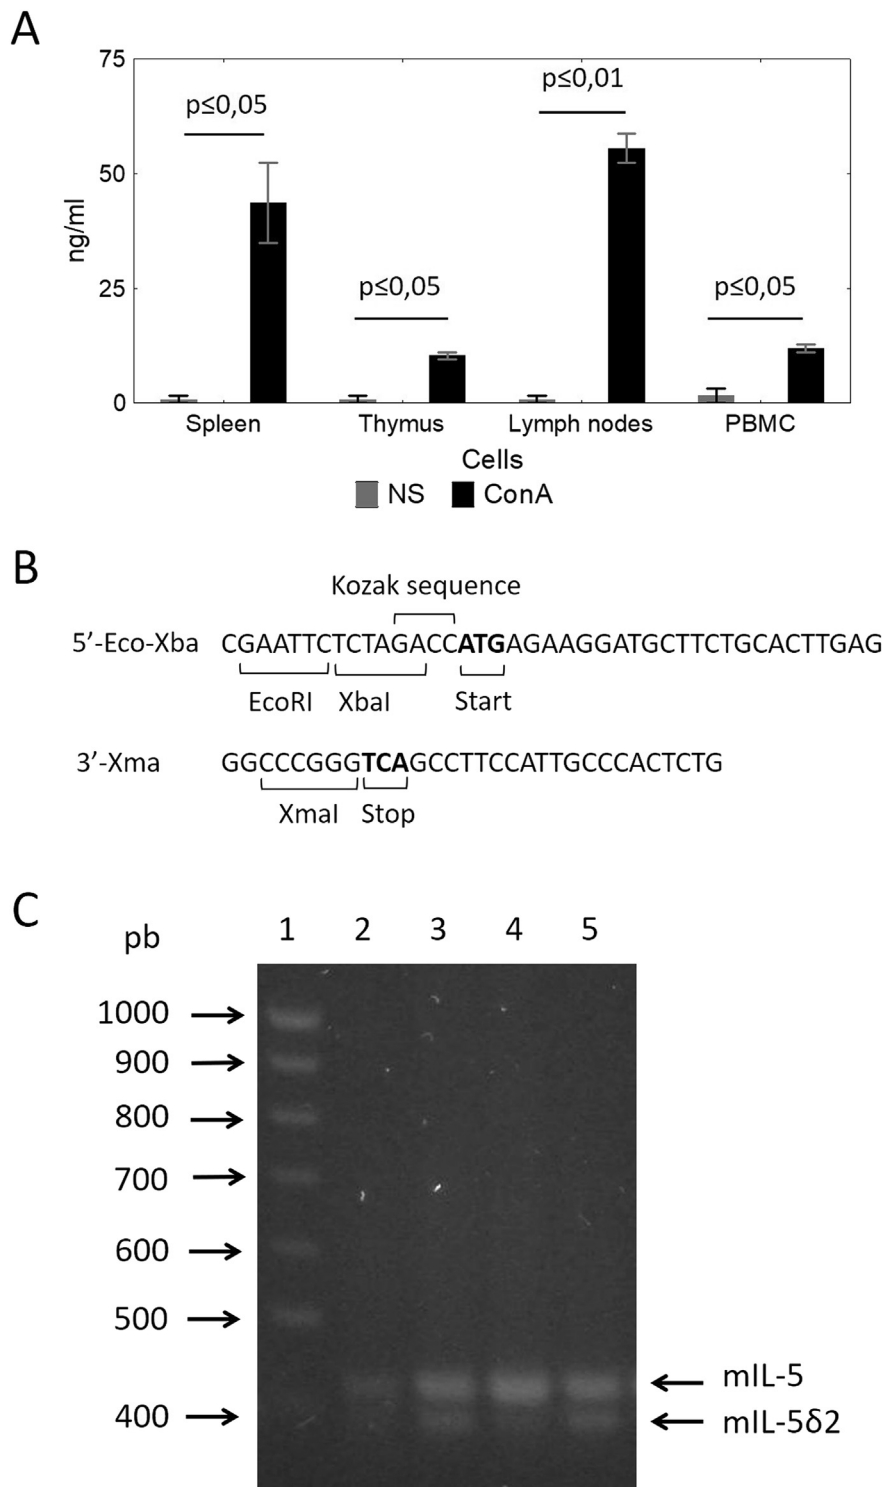 A
75
p≤0,05
p≤0,01
50
ng/ml
p≤0,05
p≤0,05
25
0
Spleen Thymus Lymph nodes PBMC
Cells
NS ConA
B
Kozak sequence
5’-Eco-Xba CGAATTCTCTAGACCATGAGAAGGATGCTTCTGCACTTGAG
EcoRI XbaI Start
3’-Xma GGCCCGGGTCAGCCTTCCATTGCCCACTCTG
XmaI Stop
C
pb 1 2 3 4 5
1000
900
800
700
600
500
mIL-5
400
mIL-5δ2